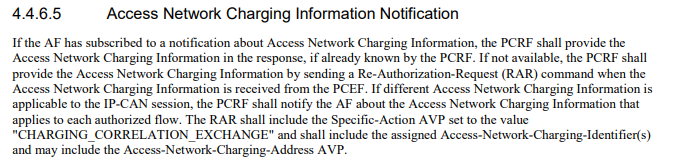 4.4.6.5 Access Network Charging Information Notification
If the AF has subscribed to a notification about Access Network Charging Information, the PCRF shall provide the
Access Network Charging Information in the response, if already known by the PCRF. If not available, the PCRF shall
provide the Access Network Charging Information by sending a Re-Authorization-Request (RAR) command when the
Access Network Charging Information is received from the PCEF. If different Access Network Charging Information is
applicable to the IP-CAN session, the PCRF shall notify the AF about the Access Network Charging Information that
applies to each authorized flow. The RAR shall include the Specific-Action AVP set to the value
"CHARGING_CORRELATION_EXCHANGE" and shall include the assigned Access-Network-Charging-Identifier(s)
and may include the Access-Network-Charging-Address AVP.